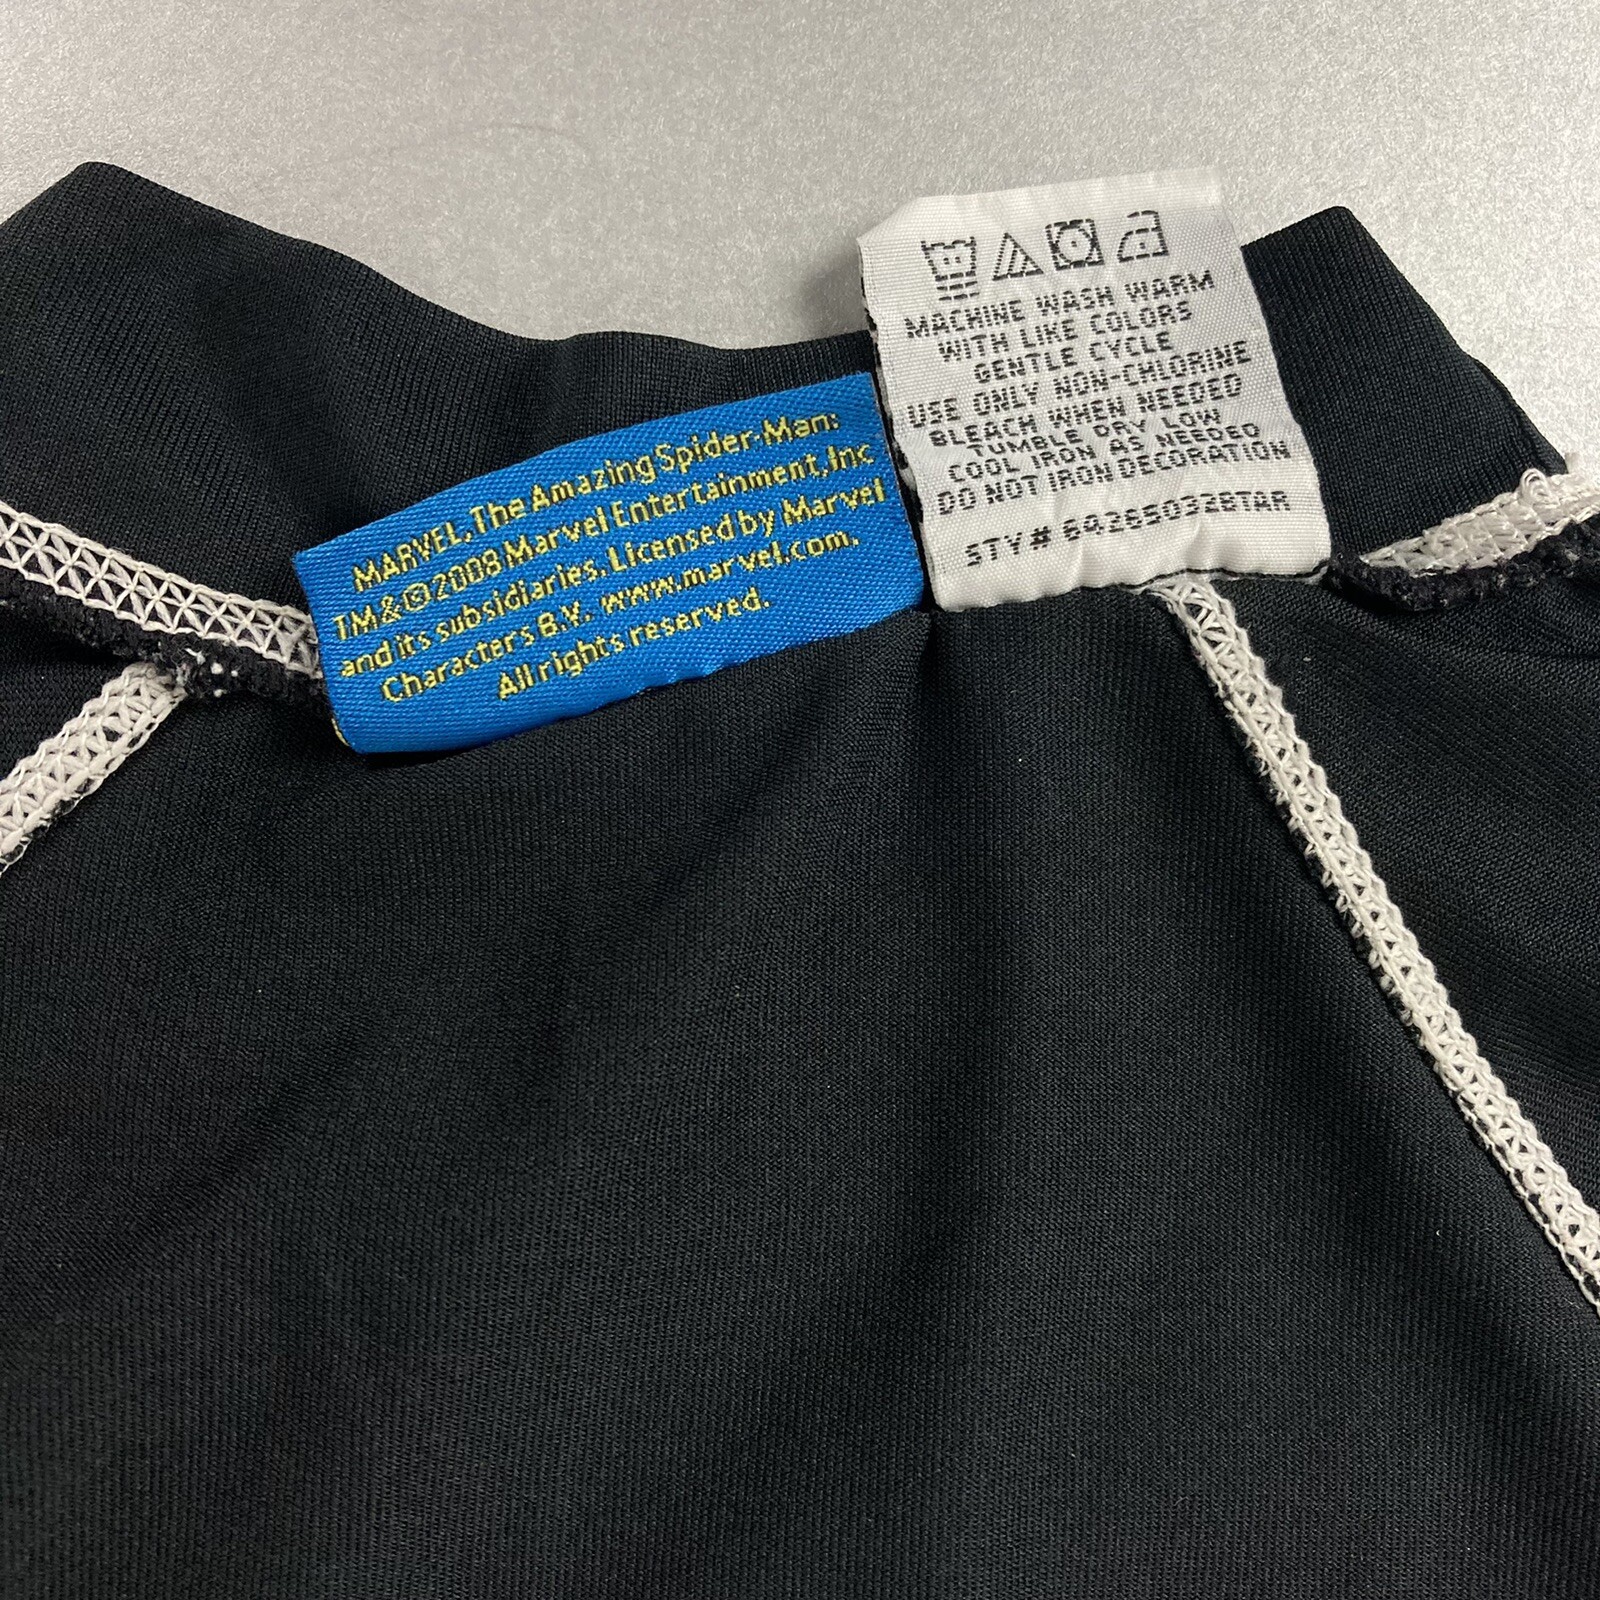 MARVEL, The Amazing Spider-Man:
TM&©2008 Marvel Entertainment, Inc
and its subsidiaries. Licensed by Marvel
Characters B.V. www.marvel.com.
All rights reserved.
MACHINE WASH WARM
WITH LIKE COLORS
GENTLE CYCLE
USE ONLY NON-CHLORINE
BLEACH WHEN NEEDED
TUMBLE DRY LOW
COOL IRON AS NEEDED
DO NOT IRON DECORATION
STY# 692650328TAR